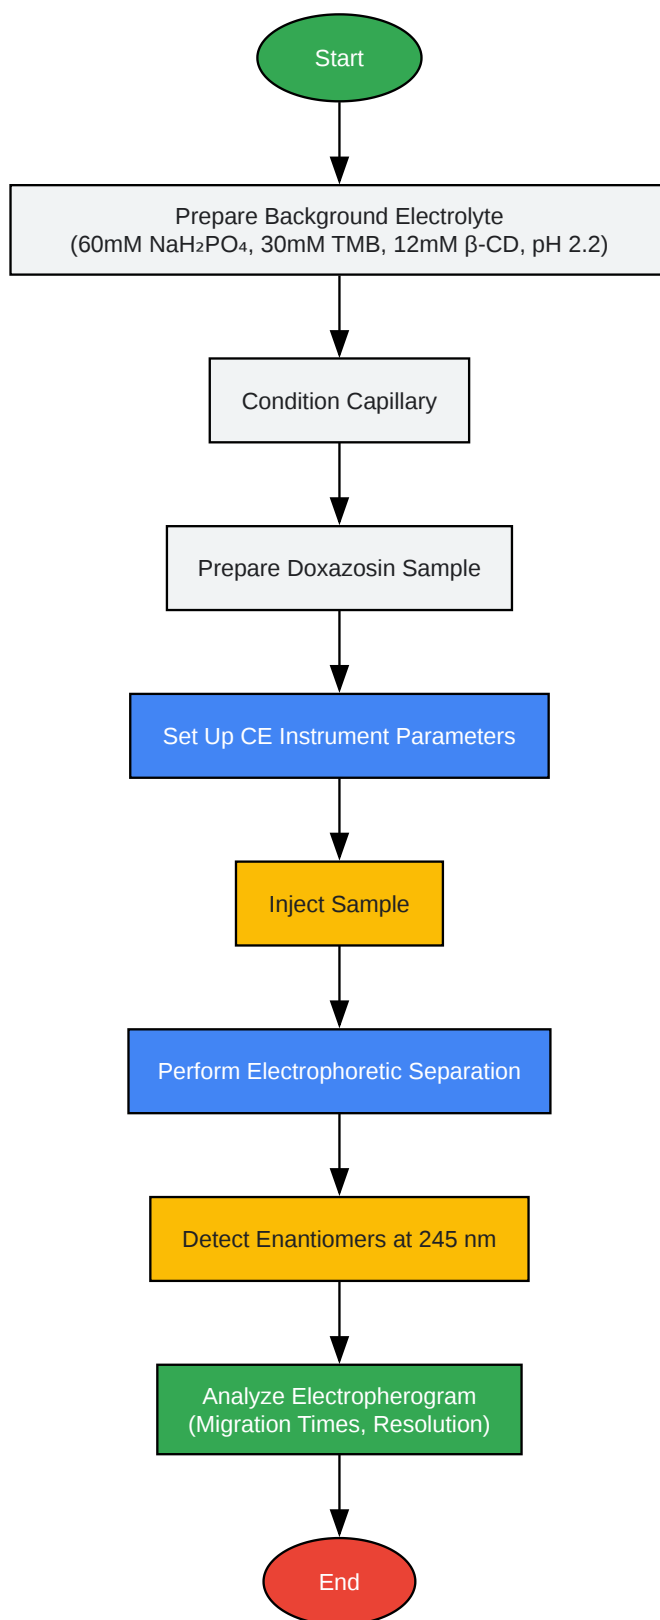 Start
Prepare Background Electrolyte
(60mM NaH₂PO₄, 30mM TMB, 12mM β-CD, pH 2.2)
Condition Capillary
Prepare Doxazosin Sample
Set Up CE Instrument Parameters
Inject Sample
Perform Electrophoretic Separation
Detect Enantiomers at 245 nm
Analyze Electropherogram
(Migration Times, Resolution)
End